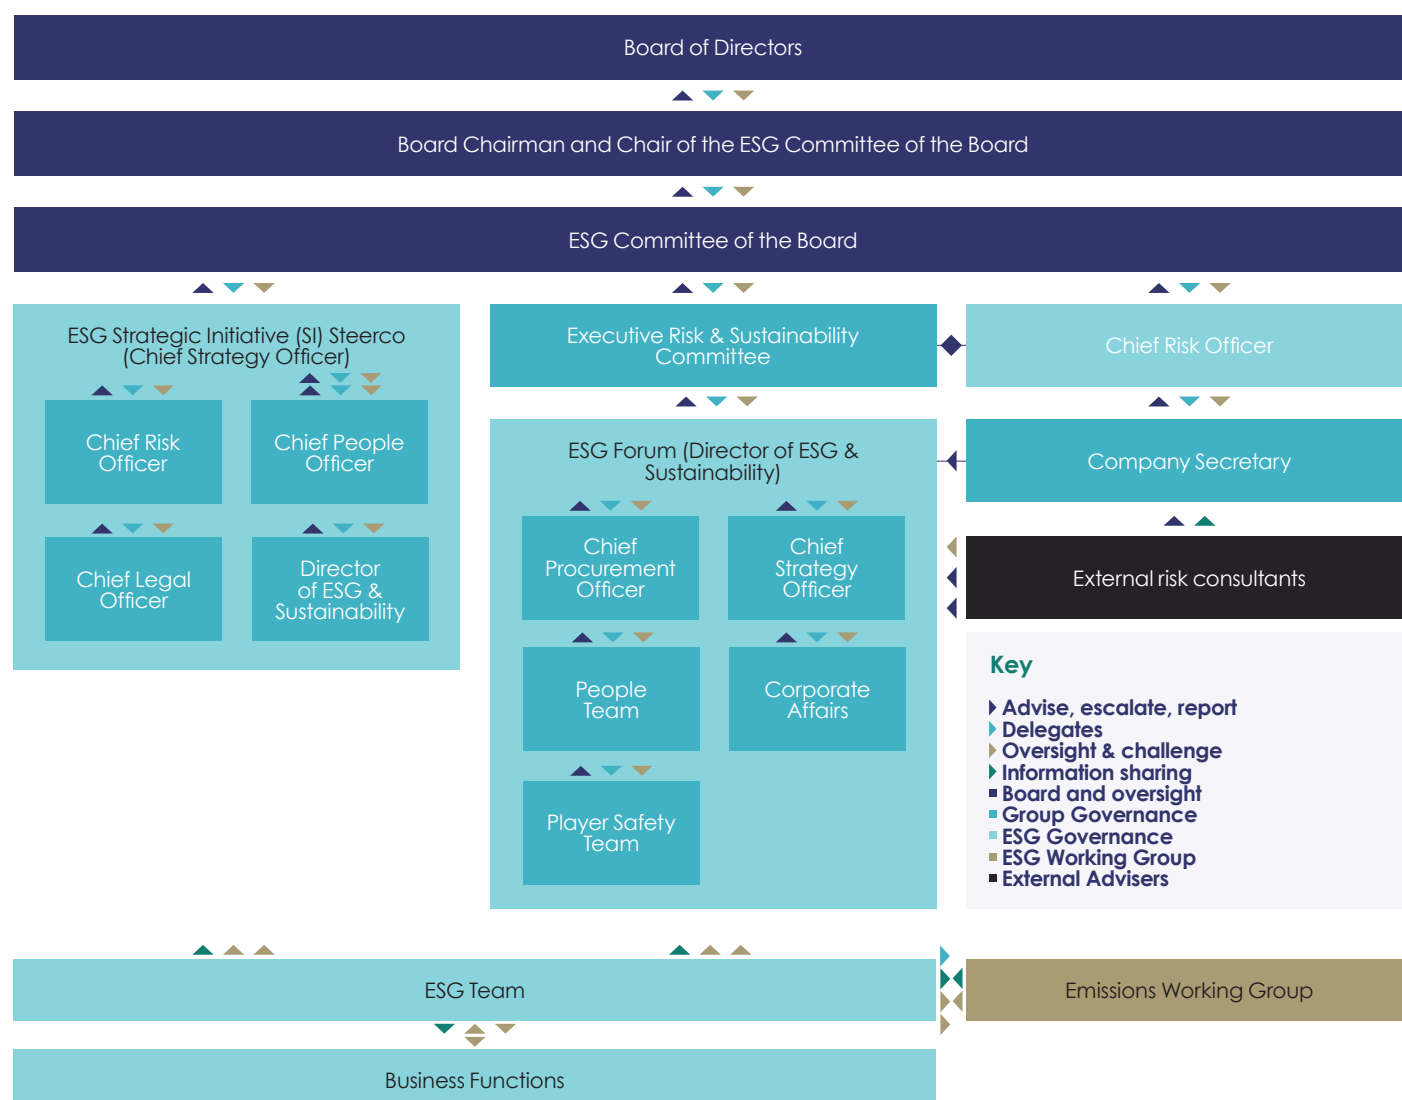 Board of Directors
Board Chairman and Chair of the ESG Committee of the Board
ESG Committee of the Board
ESG Strategic Initiative (SI) Steerco
(Chief Strategy Officer)
Chief Risk
Officer
Chief People
Officer
Chief Legal
Officer
Director
of ESG &
Sustainability
Executive Risk & Sustainability
Committee
Chief Risk Officer
ESG Forum (Director of ESG &
Sustainability)
Chief
Procurement
Officer
Chief
Strategy
Officer
People
Team
Corporate
Affairs
Player Safety
Team
Company Secretary
External risk consultants
Key
Advise, escalate, report
Delegates
Oversight & challenge
Information sharing
Board and oversight
Group Governance
ESG Governance
ESG Working Group
External Advisers
ESG Team
Emissions Working Group
Business Functions